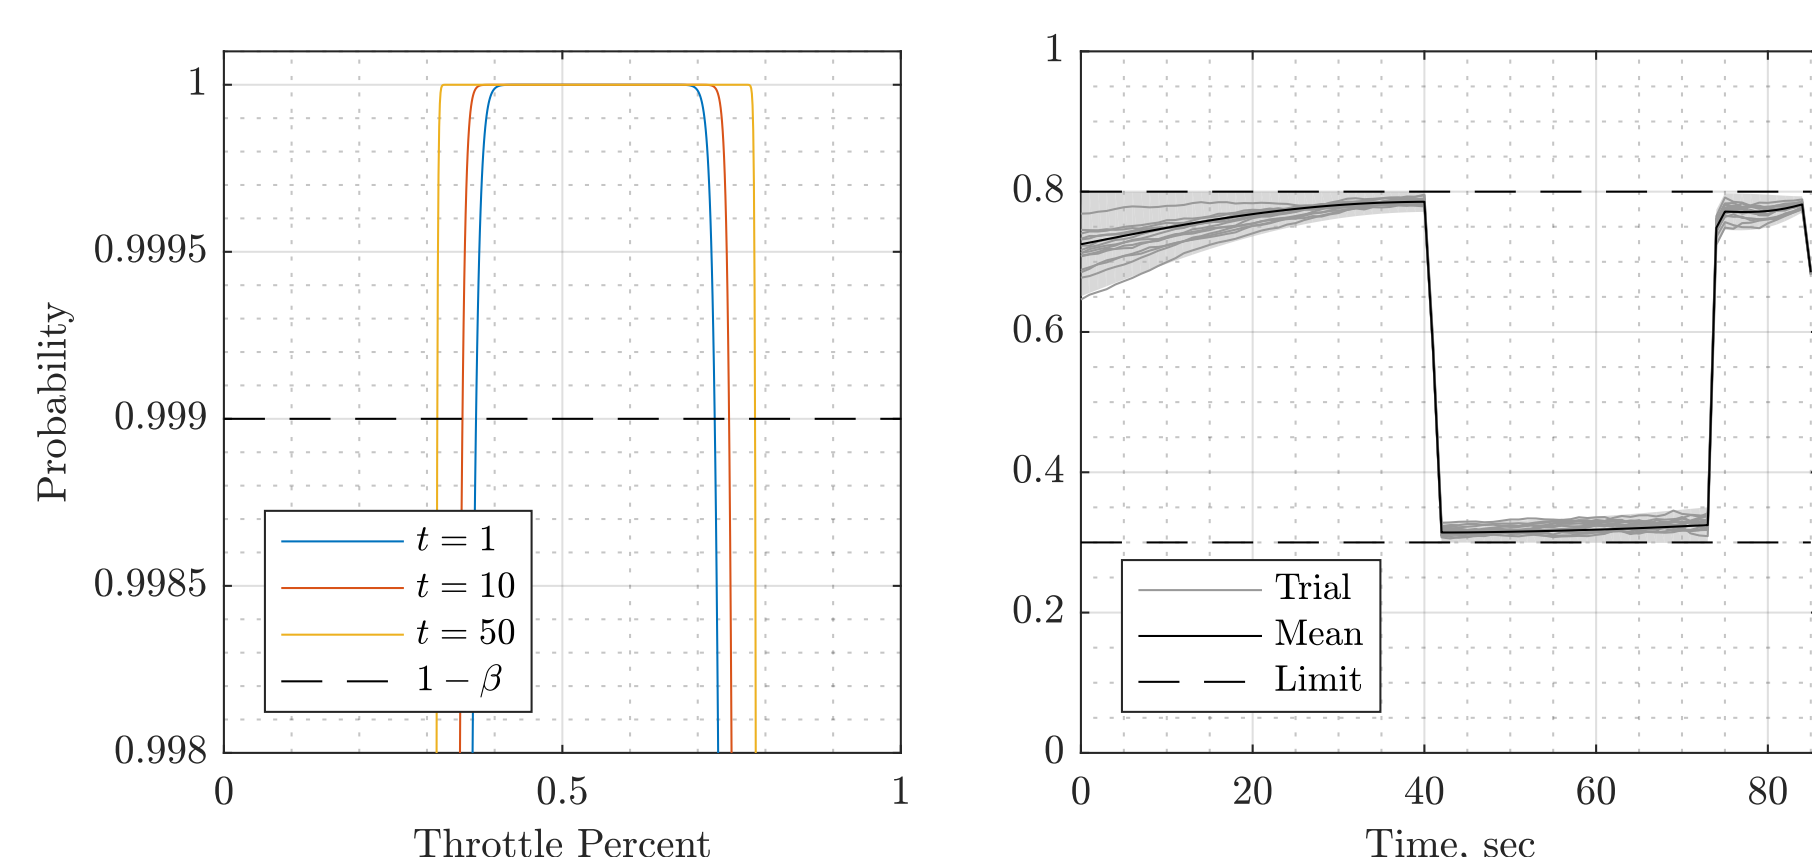 1
0.9995
0.999
0.9985
0.998
Probability
t = 1
t = 10
t = 50
1 − β
0 0.5 1
Throttle Percent
1
0.8
0.6
0.4
0.2
0
Trial
Mean
Limit
0 20 40 60 80
Time, sec